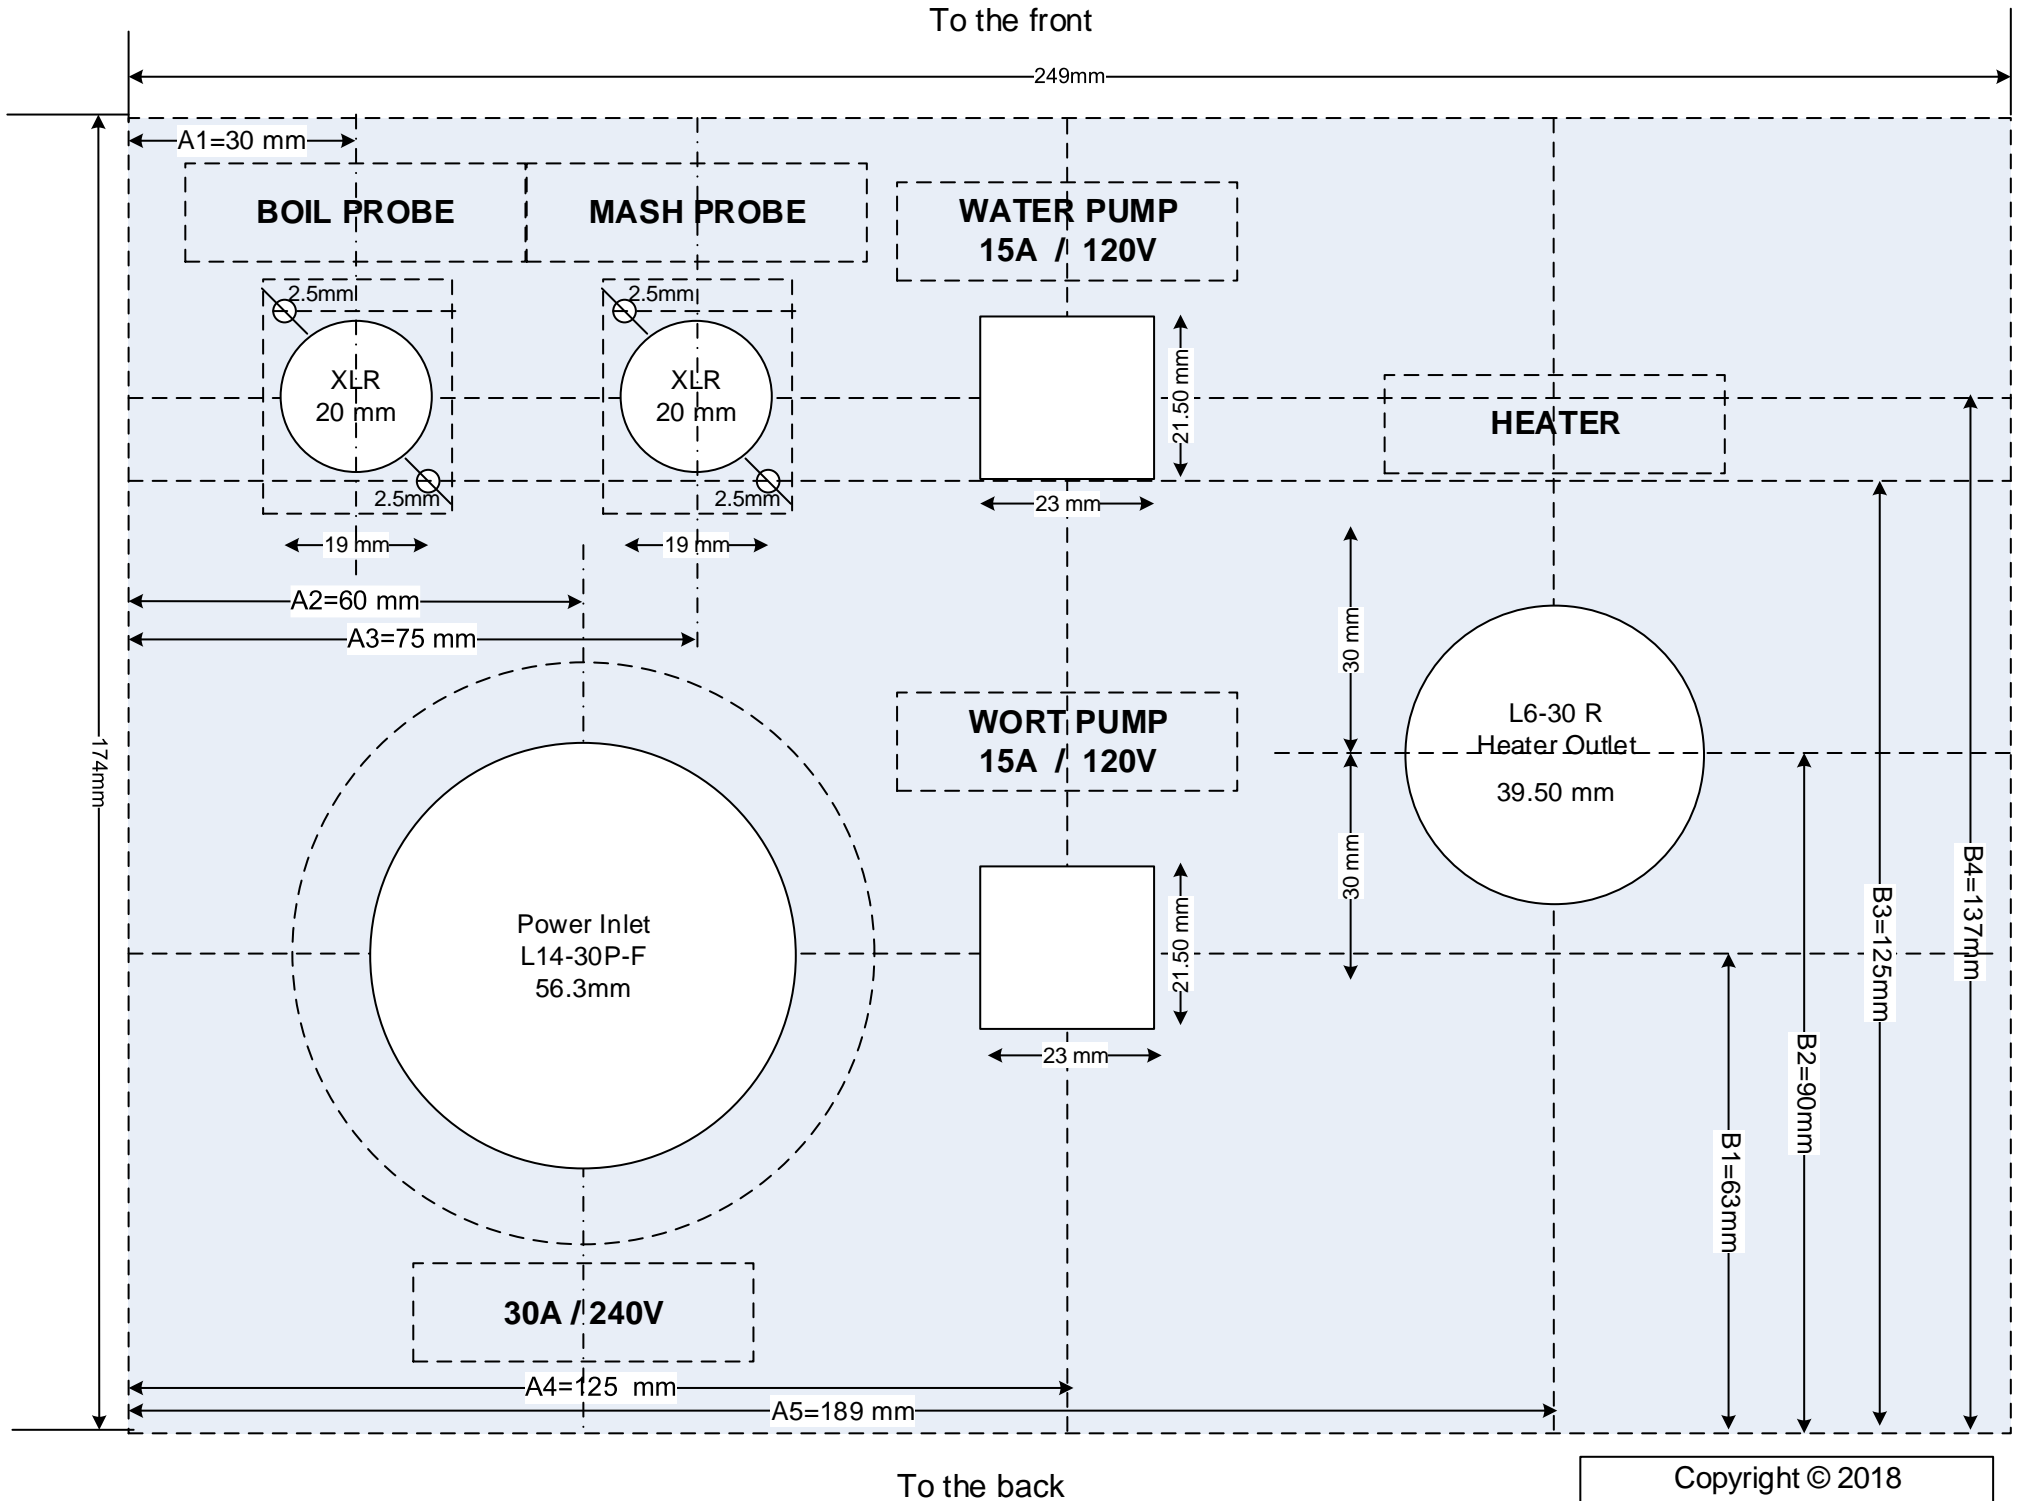 To the front
249mm
A1=30 mm
BOIL PROBE
MASH PROBE
WATER PUMP
15A / 120V
2.5mm
2.5mm
XLR
20 mm
XLR
20 mm
21.50 mm
HEATER
2.5mm
2.5mm
23 mm
19 mm
19 mm
A2=60 mm
A3=75 mm
30 mm
174mm
WORT PUMP
15A / 120V
L6-30 R
Heater Outlet
39.50 mm
30 mm
B4=137mm
B3=125mm
Power Inlet
L14-30P-F
56.3mm
21.50 mm
23 mm
B2=90mm
B1=63mm
30A / 240V
A4=125 mm
A5=189 mm
To the back
Copyright © 2018